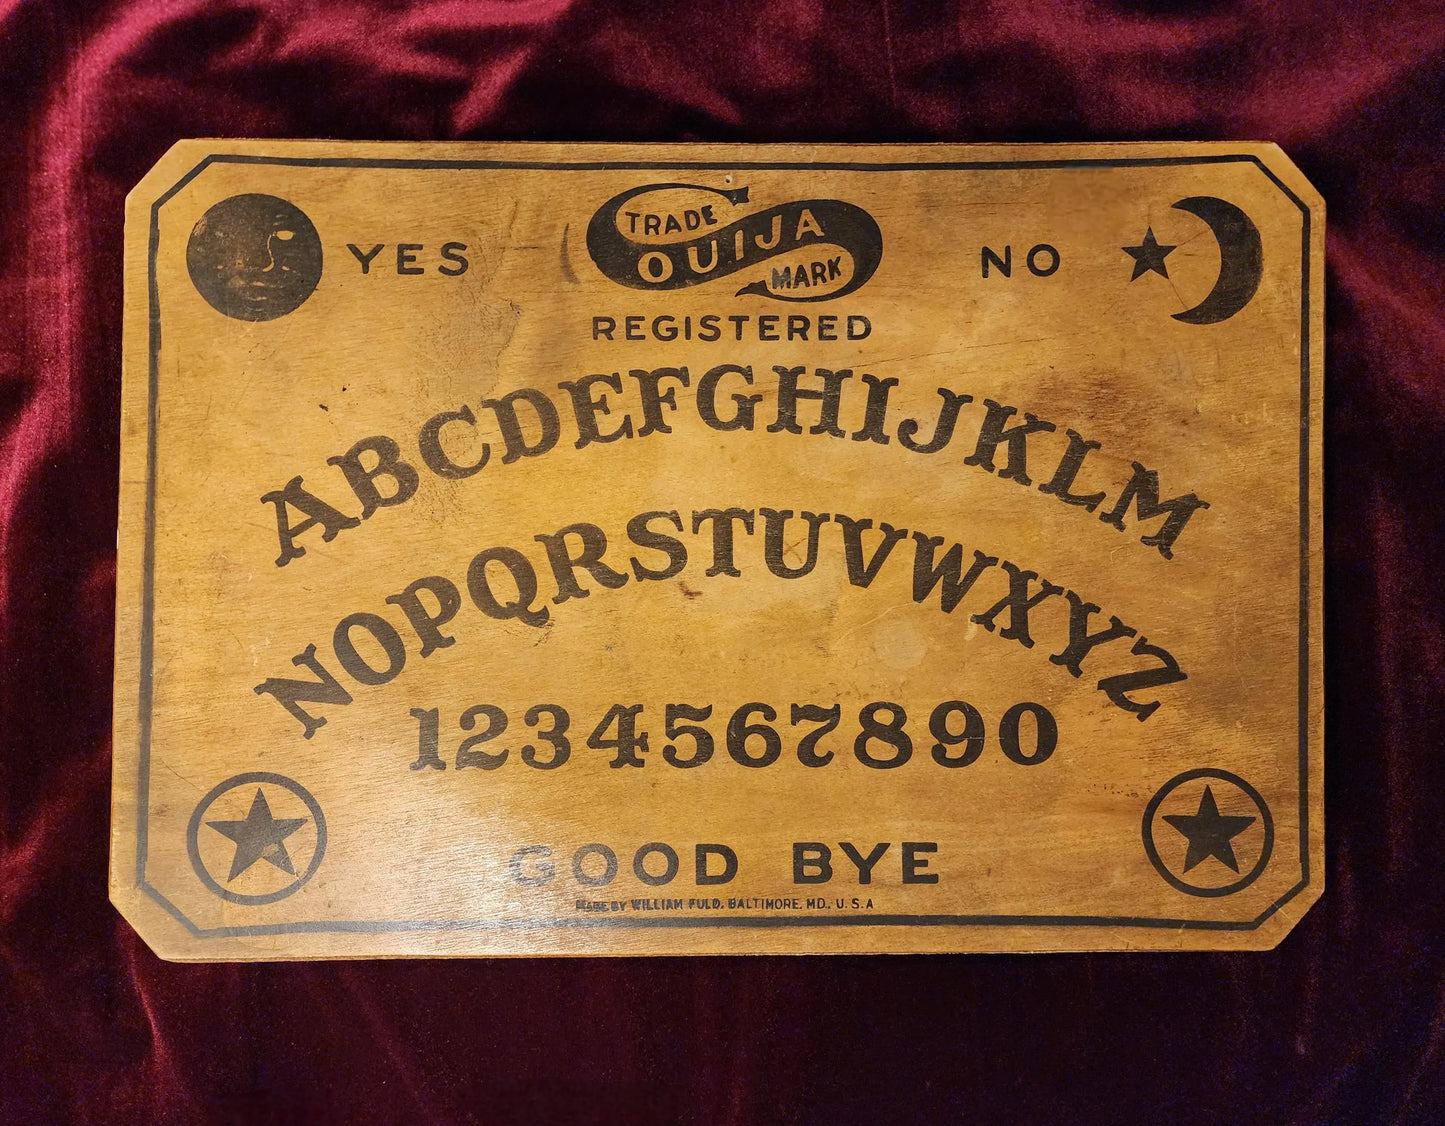 YES
TRADE
OUIJA
MARK
NO
REGISTERED
ABCDEFGHIJKLM
NOPQRSTUVWXYZ
1234567890
GOOD BYE
MADE BY WILLIAM FULD, BALTIMORE, MD., U.S.A